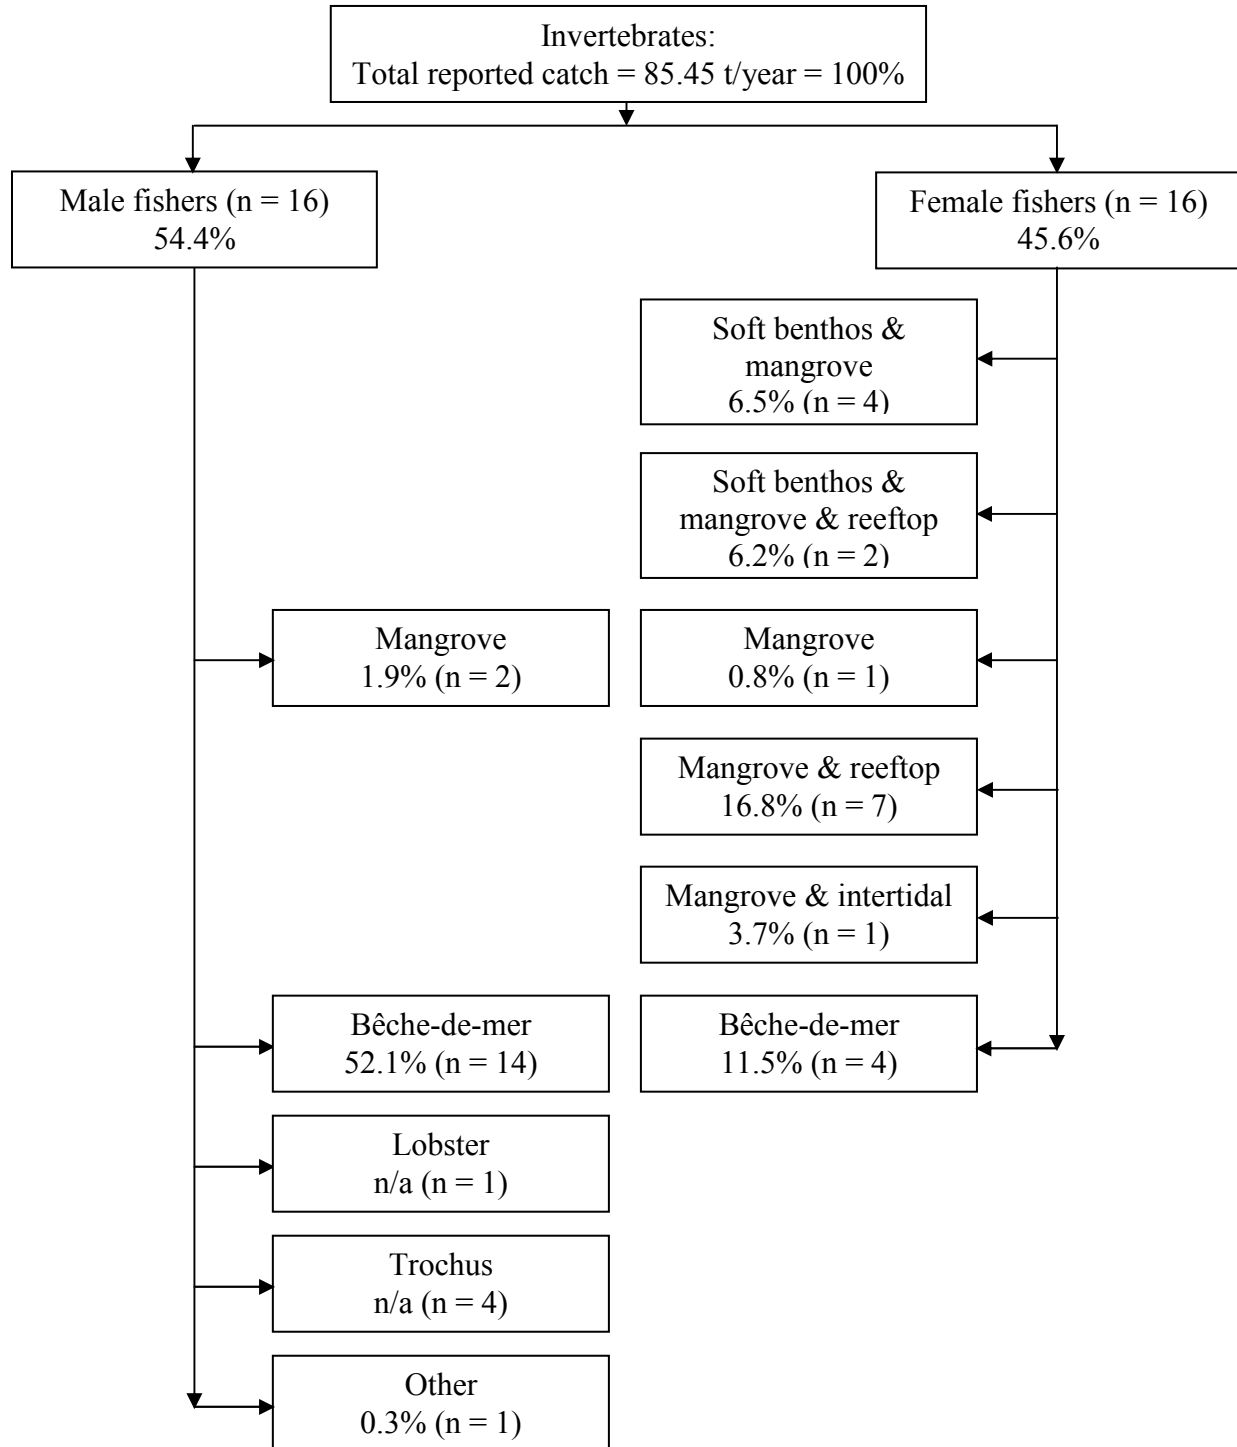 Invertebrates:
Total reported catch = 85.45 t/year = 100%
Male fishers (n = 16)
54.4%
Female fishers (n = 16)
45.6%
Soft benthos &
mangrove
6.5% (n = 4)
Soft benthos &
mangrove & reeftop
6.2% (n = 2)
Mangrove
1.9% (n = 2)
Mangrove
0.8% (n = 1)
Mangrove & reeftop
16.8% (n = 7)
Mangrove & intertidal
3.7% (n = 1)
Bêche-de-mer
52.1% (n = 14)
Bêche-de-mer
11.5% (n = 4)
Lobster
n/a (n = 1)
Trochus
n/a (n = 4)
Other
0.3% (n = 1)